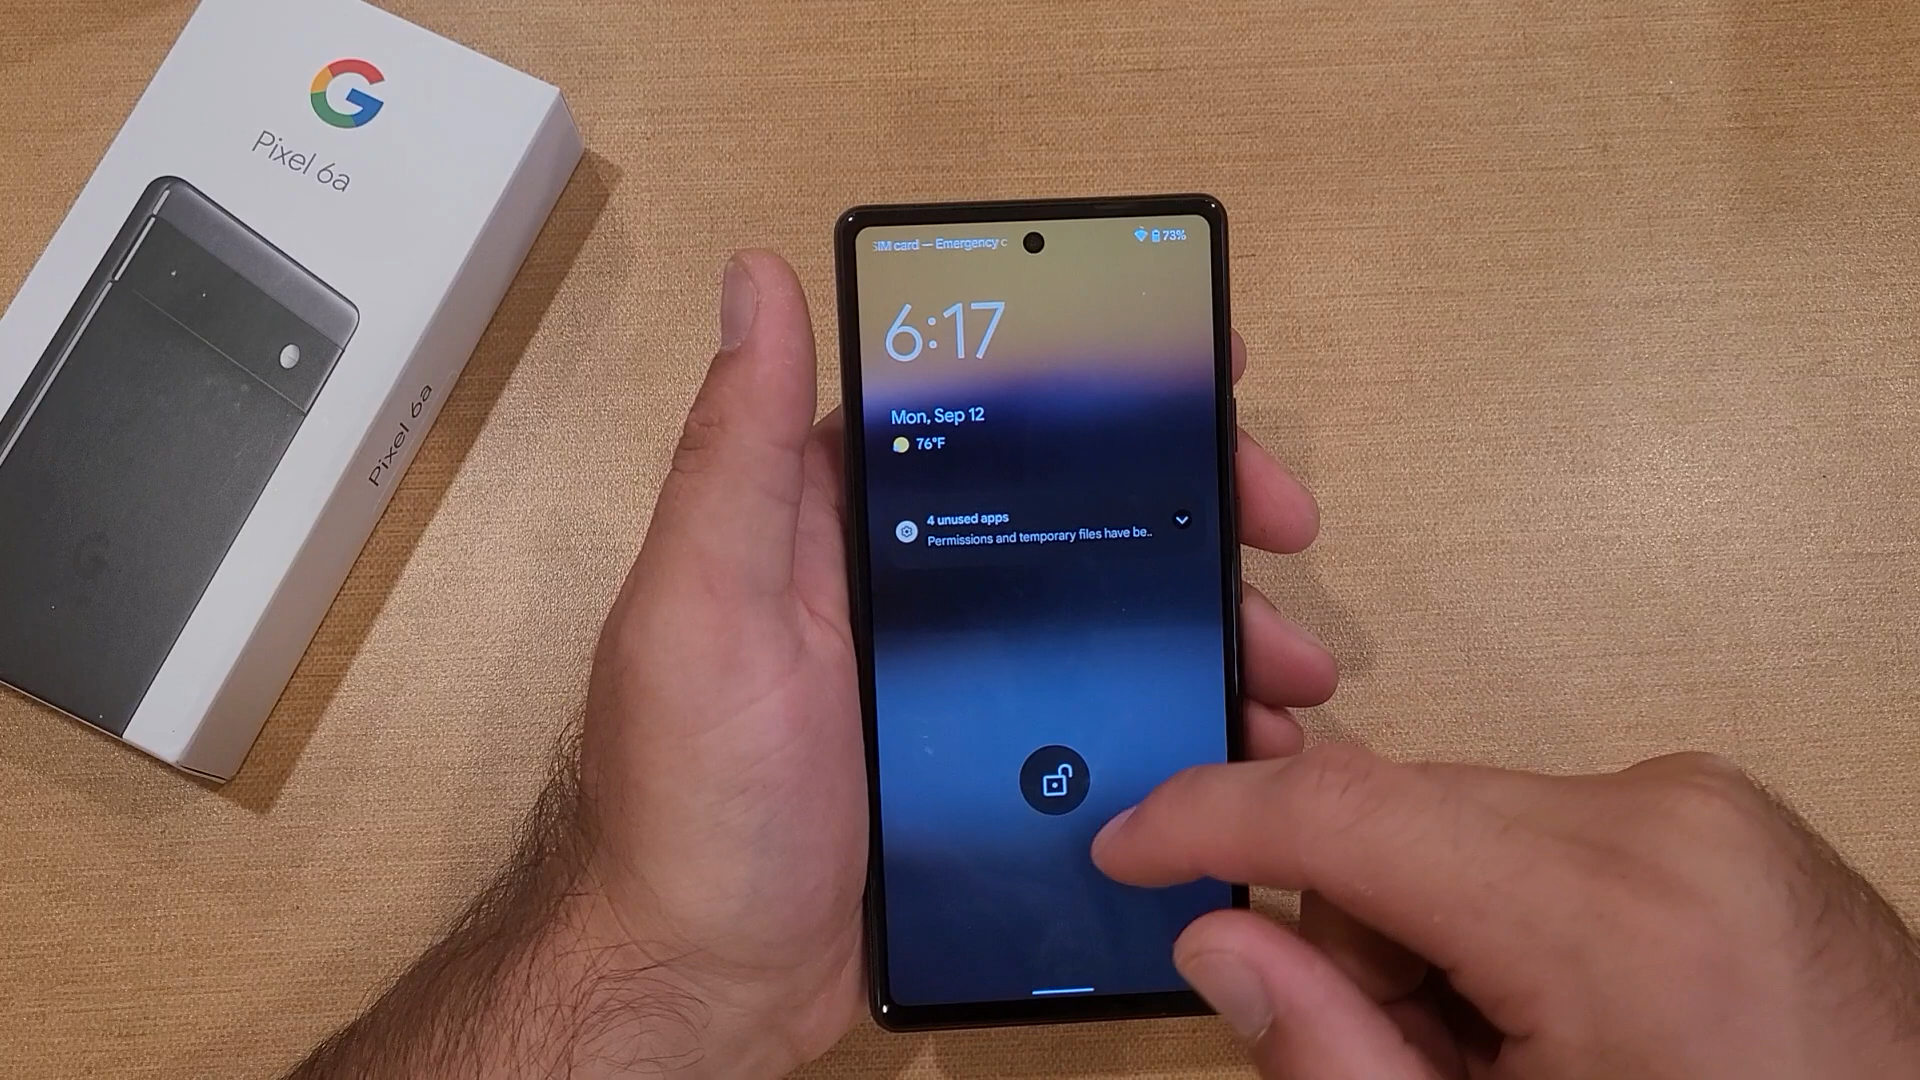 G
Pixel 6a
Pixel 6a
SIM card — Emergency c
73%
6:17
Mon, Sep 12
76°F
4 unused apps
Permissions and temporary files have be..